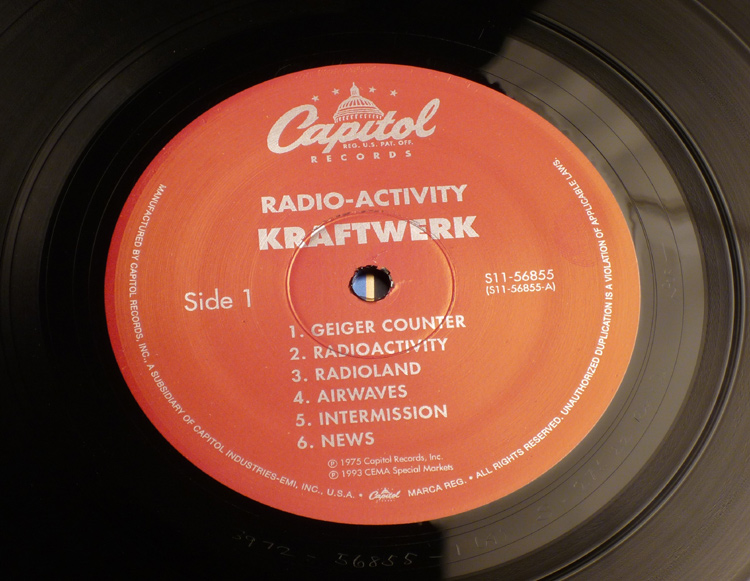 Capitol
REG. U.S. PAT. OFF.
RECORDS
RADIO-ACTIVITY
KRAFTWERK
Side 1
S11-56855
(S11-56855-A)
1. GEIGER COUNTER
2. RADIOACTIVITY
3. RADIOLAND
4. AIRWAVES
5. INTERMISSION
6. NEWS
℗ 1975 Capitol Records, Inc.
℗ 1993 CEMA Special Markets
MANUFACTURED BY CAPITOL RECORDS, INC., A SUBSIDIARY OF CAPITOL INDUSTRIES-EMI, INC., U.S.A. • Capitol MARCA REG. • ALL RIGHTS RESERVED. UNAUTHORIZED DUPLICATION IS A VIOLATION OF APPLICABLE LAWS.
56855